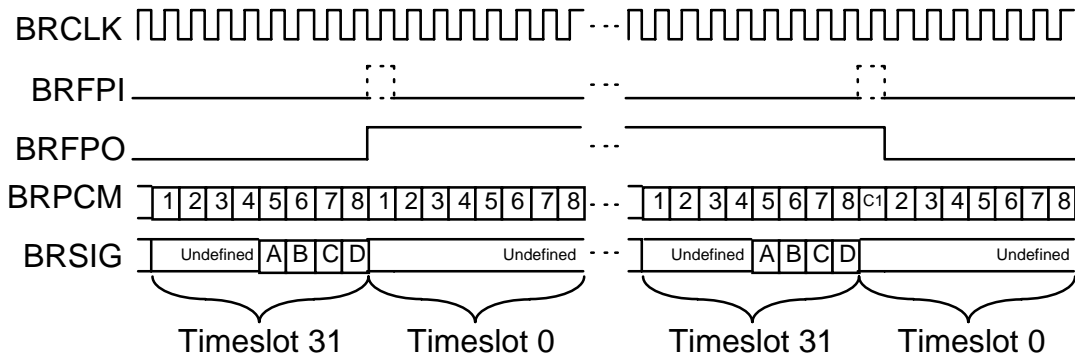 BRCLK
BRFPI
BRFPO
BRPCM 1 2 3 4 5 6 7 8 1 2 3 4 5 6 7 8 1 2 3 4 5 6 7 8 C1 2 3 4 5 6 7 8
BRSIG Undefined A B C D Undefined Undefined A B C D Undefined
Timeslot 31 Timeslot 0 Timeslot 31 Timeslot 0